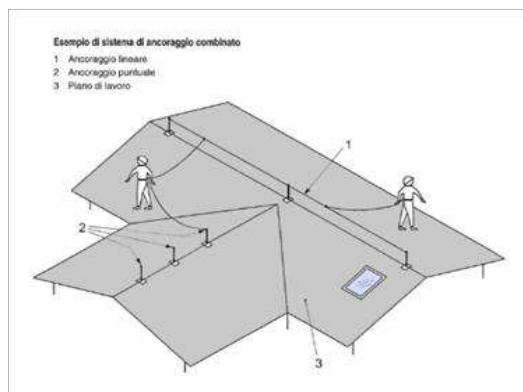 Esempio di sistema di ancoraggio combinato
1 Ancoraggio lineare
2 Ancoraggio puntuale
3 Piano di lavoro
1
2
3